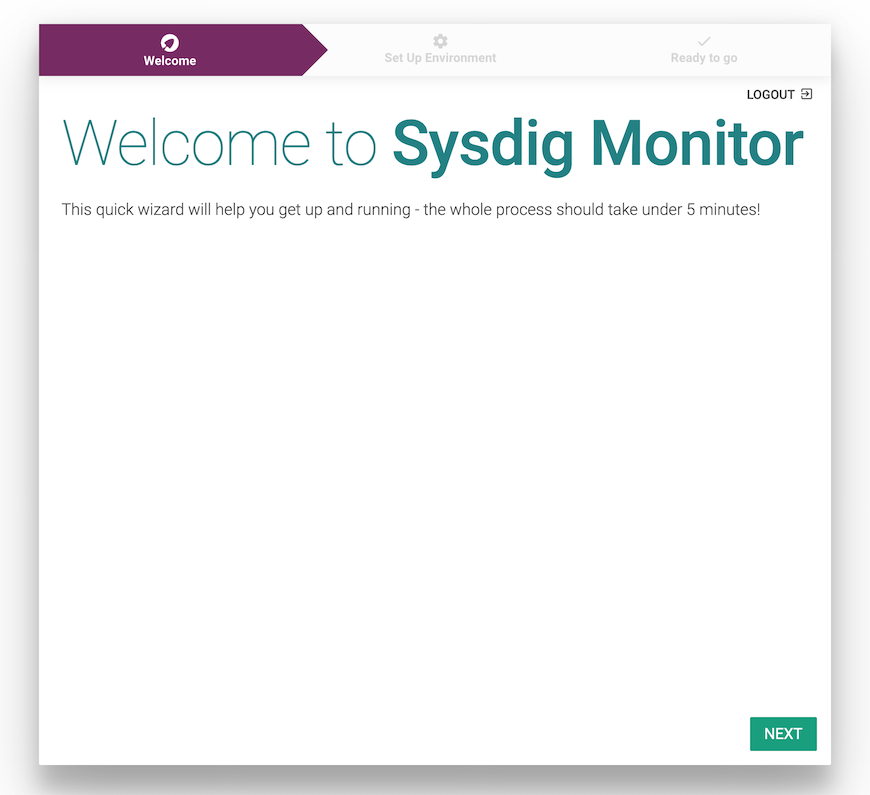 Welcome
Set Up Environment
Ready to go
LOGOUT
Welcome to Sysdig Monitor
This quick wizard will help you get up and running - the whole process should take under 5 minutes!
NEXT